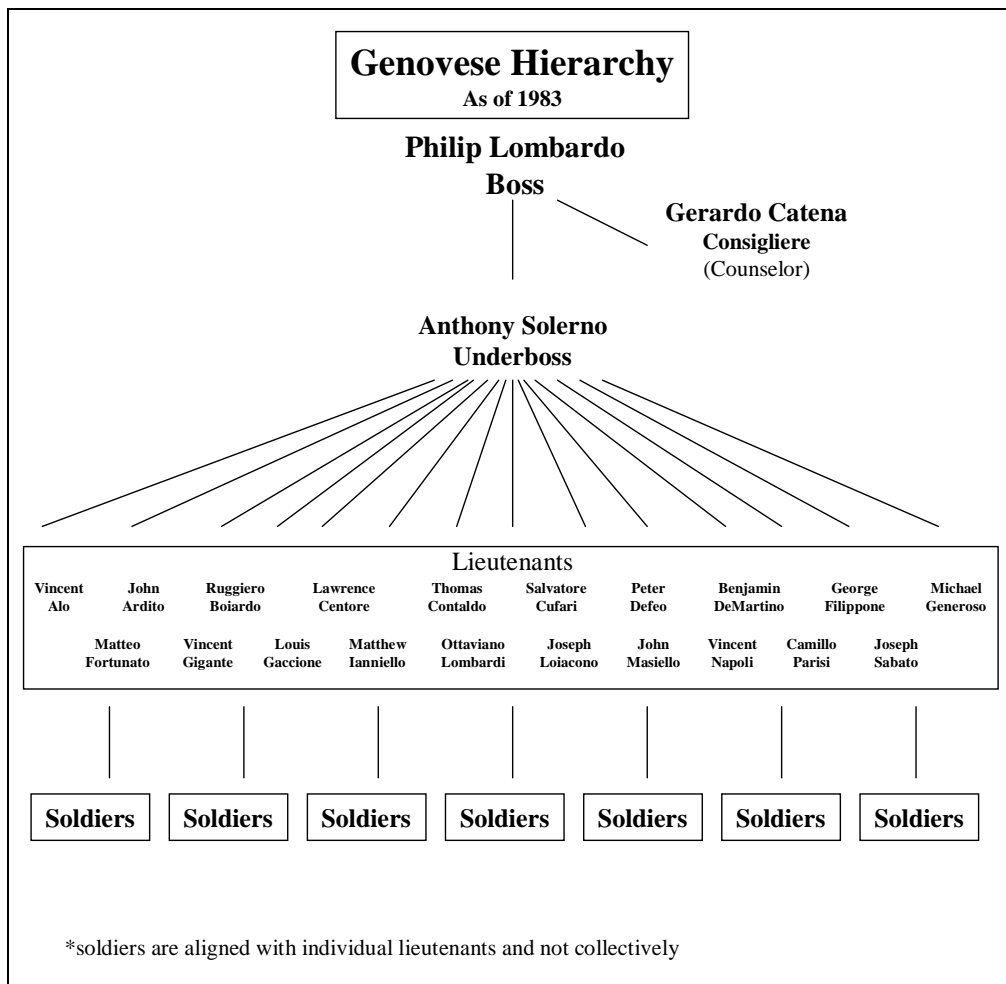 Genovese Hierarchy
As of 1983
Philip Lombardo
Boss
Gerardo Catena
Consigliere
(Counselor)
Anthony Solerno
Underboss
Lieutenants
Vincent Alo
John Ardito
Ruggiero Boiardo
Lawrence Centore
Thomas Contaldo
Salvatore Cufari
Peter Defeo
Benjamin DeMartino
George Filippone
Michael Generoso
Matteo Fortunato
Vincent Gigante
Louis Gaccione
Matthew Ianniello
Ottaviano Lombardi
Joseph Loiacono
John Masiello
Vincent Napoli
Camillo Parisi
Joseph Sabato
Soldiers
Soldiers
Soldiers
Soldiers
Soldiers
Soldiers
Soldiers
*soldiers are aligned with individual lieutenants and not collectively